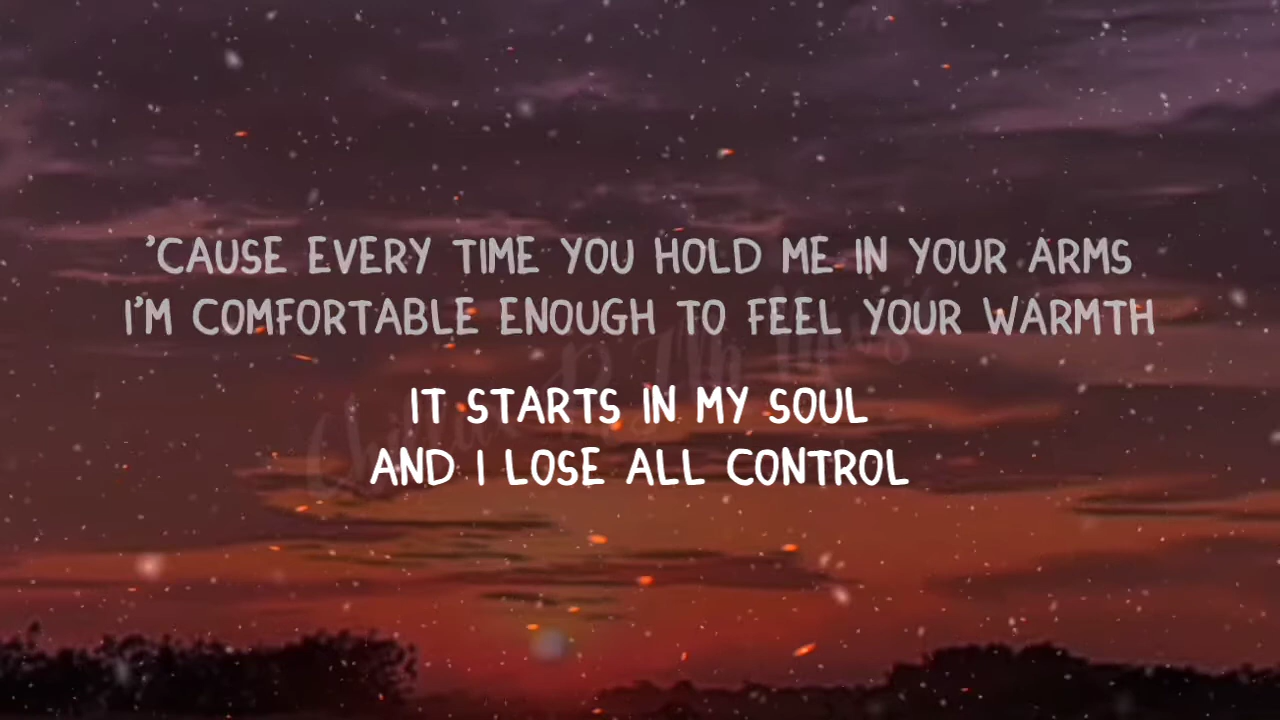 'CAUSE EVERY TIME YOU HOLD ME IN YOUR ARMS
I'M COMFORTABLE ENOUGH TO FEEL YOUR WARMTH
IT STARTS IN MY SOUL
AND I LOSE ALL CONTROL